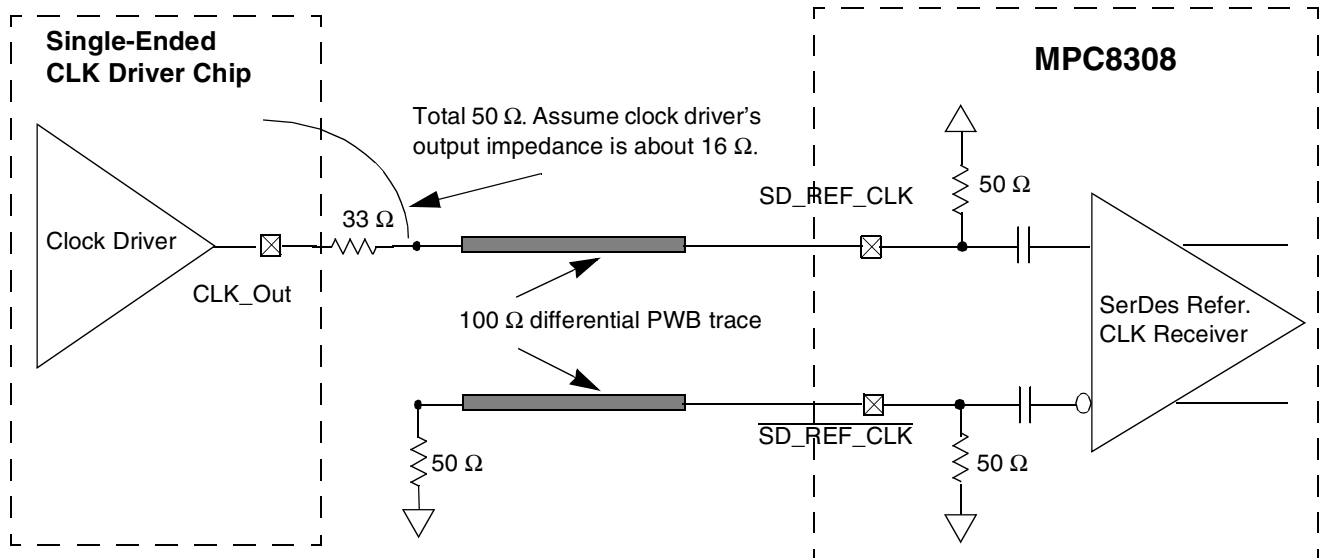 Single-Ended
CLK Driver Chip
MPC8308
Total 50 Ω. Assume clock driver's
output impedance is about 16 Ω.
SD_REF_CLK
50 Ω
33 Ω
Clock Driver
CLK_Out
100 Ω differential PWB trace
SerDes Refer.
CLK Receiver
SD_REF_CLK
50 Ω
50 Ω